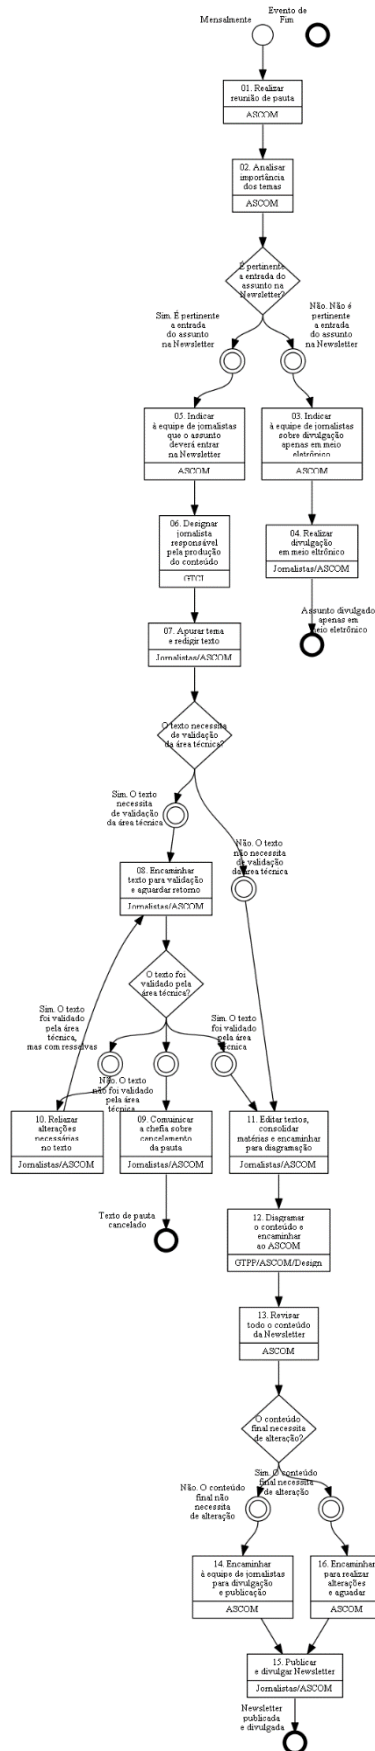 Mensalmente
Evento de
Fim
01. Realizar
reunião de pauta
ASCOM
02. Analisar
importância
dos temas
ASCOM
É pertinente
a entrada do
assunto na
Newsletter?
Sim. É pertinente
a entrada
do assunto
na Newsletter
Não. Não é
pertinente
a entrada
do assunto
na Newsletter
05. Indicar
à equipe de jornalistas
que o assunto
deverá entrar
na Newsletter
ASCOM
03. Indicar
à equipe de jornalistas
sobre divulgação
apenas em meio
eletrônico
ASCOM
06. Designar
jornalista
responsável
pela produção
do conteúdo
GTCI
04. Realizar
divulgação
em meio eltrônico
Jornalistas/ASCOM
Assunto divulgado
apenas em
meio eletrônico
07. Apurar tema
e redigir texto
Jornalistas/ASCOM
O texto necessita
de validação
da área técnica?
Sim. O texto
necessita
de validação
da área técnica
Não. O texto
não necessita
de validação
da área técnica
08. Encaminhar
texto para validação
e aguardar retorno
Jornalistas/ASCOM
O texto foi
validado pela
área técnica?
Sim. O texto
foi validado
pela área
técnica,
mas com ressalvas
Não. O texto
não foi validado
pela área
técnica
Sim. O texto
foi validado
pela área
técnica
10. Reliazar
alterações
necessárias
no texto
Jornalistas/ASCOM
09. Comuinicar
a chefia sobre
cancelamento
da pauta
Jornalistas/ASCOM
11. Editar textos,
consolidar
matérias e encaminhar
para diagramação
Jornalistas/ASCOM
Texto de pauta
cancelado
12. Diagramar
o conteúdo e
encaminhar
ao ASCOM
GTPP/ASCOM/Design
13. Revisar
todo o conteúdo
da Newsletter
ASCOM
O conteúdo
final necessita
de alteração?
Não. O conteúdo
final não
necessita
de alteração
Sim. O conteúdo
final necessita
de alteração
14. Encaminhar
à equipe de jornalistas
para divulgação
e publicação
ASCOM
16. Encaminhar
para realizar
alterações
e aguadar
ASCOM
15. Publicar
e divulgar Newsletter
Jornalistas/ASCOM
Newsletter
publicada
e divulgada